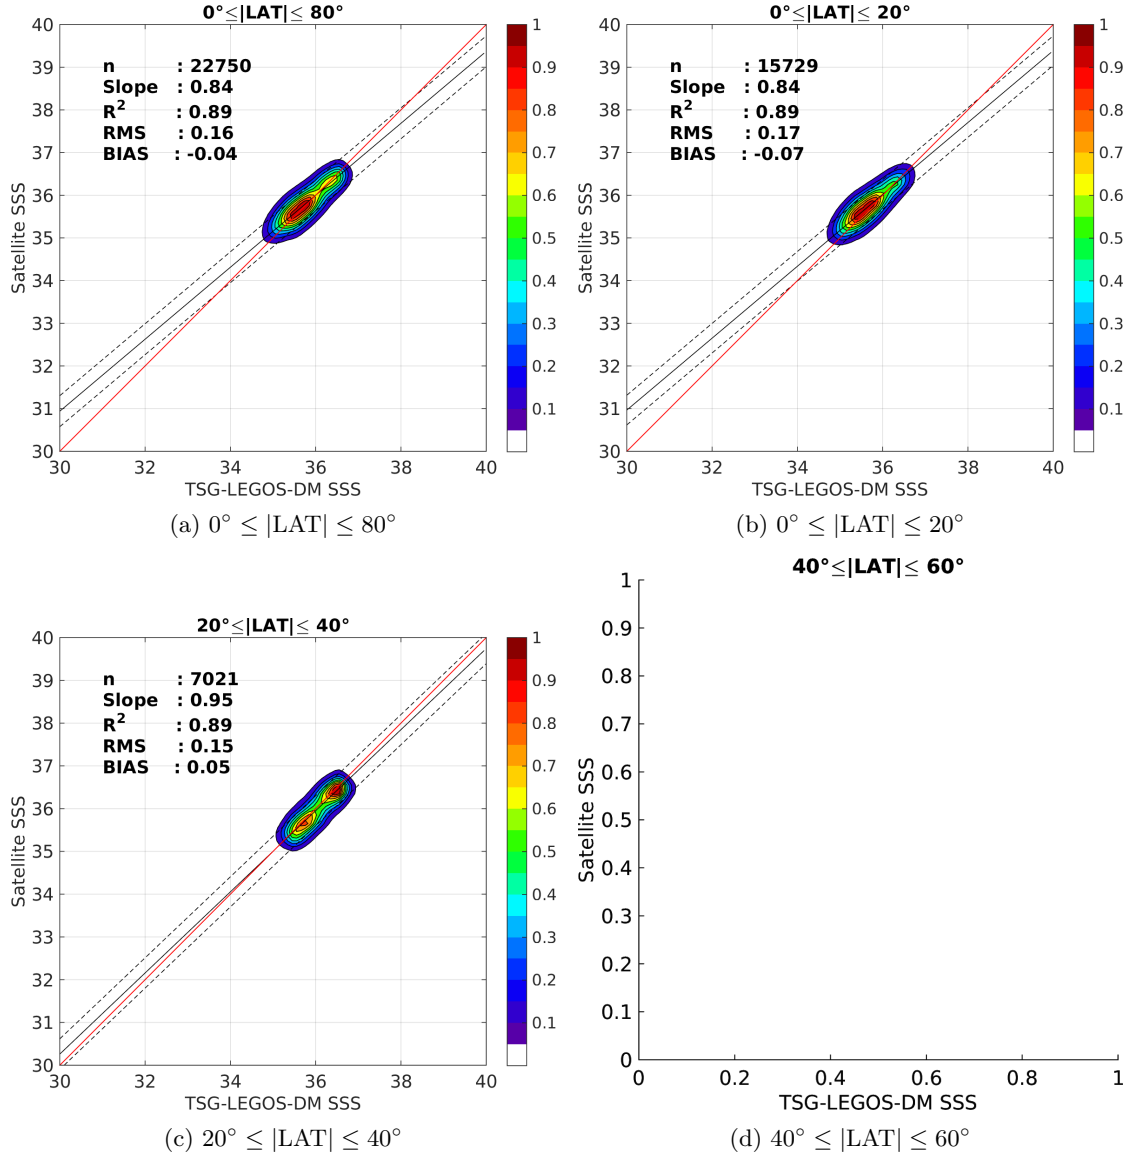 0°≤|LAT|≤ 80°
n : 22750
Slope : 0.84
R² : 0.89
RMS : 0.16
BIAS : -0.04
40
39
38
37
36
35
34
33
32
31
30
30 32 34 36 38 40
Satellite SSS
TSG-LEGOS-DM SSS
1
0.9
0.8
0.7
0.6
0.5
0.4
0.3
0.2
0.1
(a) 0° ≤ |LAT| ≤ 80°
0°≤|LAT|≤ 20°
n : 15729
Slope : 0.84
R² : 0.89
RMS : 0.17
BIAS : -0.07
40
39
38
37
36
35
34
33
32
31
30
30 32 34 36 38 40
Satellite SSS
TSG-LEGOS-DM SSS
1
0.9
0.8
0.7
0.6
0.5
0.4
0.3
0.2
0.1
(b) 0° ≤ |LAT| ≤ 20°
20°≤|LAT|≤ 40°
n : 7021
Slope : 0.95
R² : 0.89
RMS : 0.15
BIAS : 0.05
40
39
38
37
36
35
34
33
32
31
30
30 32 34 36 38 40
Satellite SSS
TSG-LEGOS-DM SSS
1
0.9
0.8
0.7
0.6
0.5
0.4
0.3
0.2
0.1
(c) 20° ≤ |LAT| ≤ 40°
40°≤|LAT|≤ 60°
1
0.9
0.8
0.7
0.6
0.5
0.4
0.3
0.2
0.1
0
0 0.2 0.4 0.6 0.8 1
Satellite SSS
TSG-LEGOS-DM SSS
(d) 40° ≤ |LAT| ≤ 60°